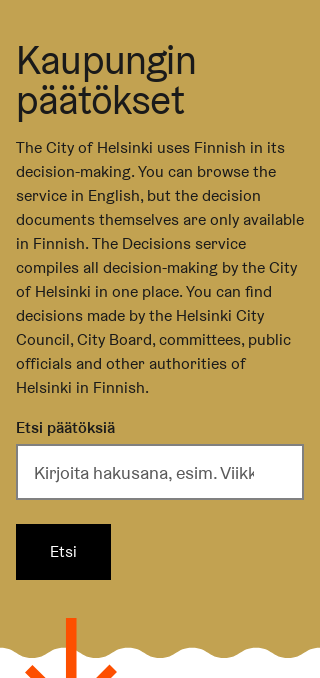 Kaupungin
päätökset
The City of Helsinki uses Finnish in its
decision-making. You can browse the
service in English, but the decision
documents themselves are only available
in Finnish. The Decisions service
compiles all decision-making by the City
of Helsinki in one place. You can find
decisions made by the Helsinki City
Council, City Board, committees, public
officials and other authorities of
Helsinki in Finnish.
Etsi päätöksiä
Kirjoita hakusana, esim. Viikk
Etsi